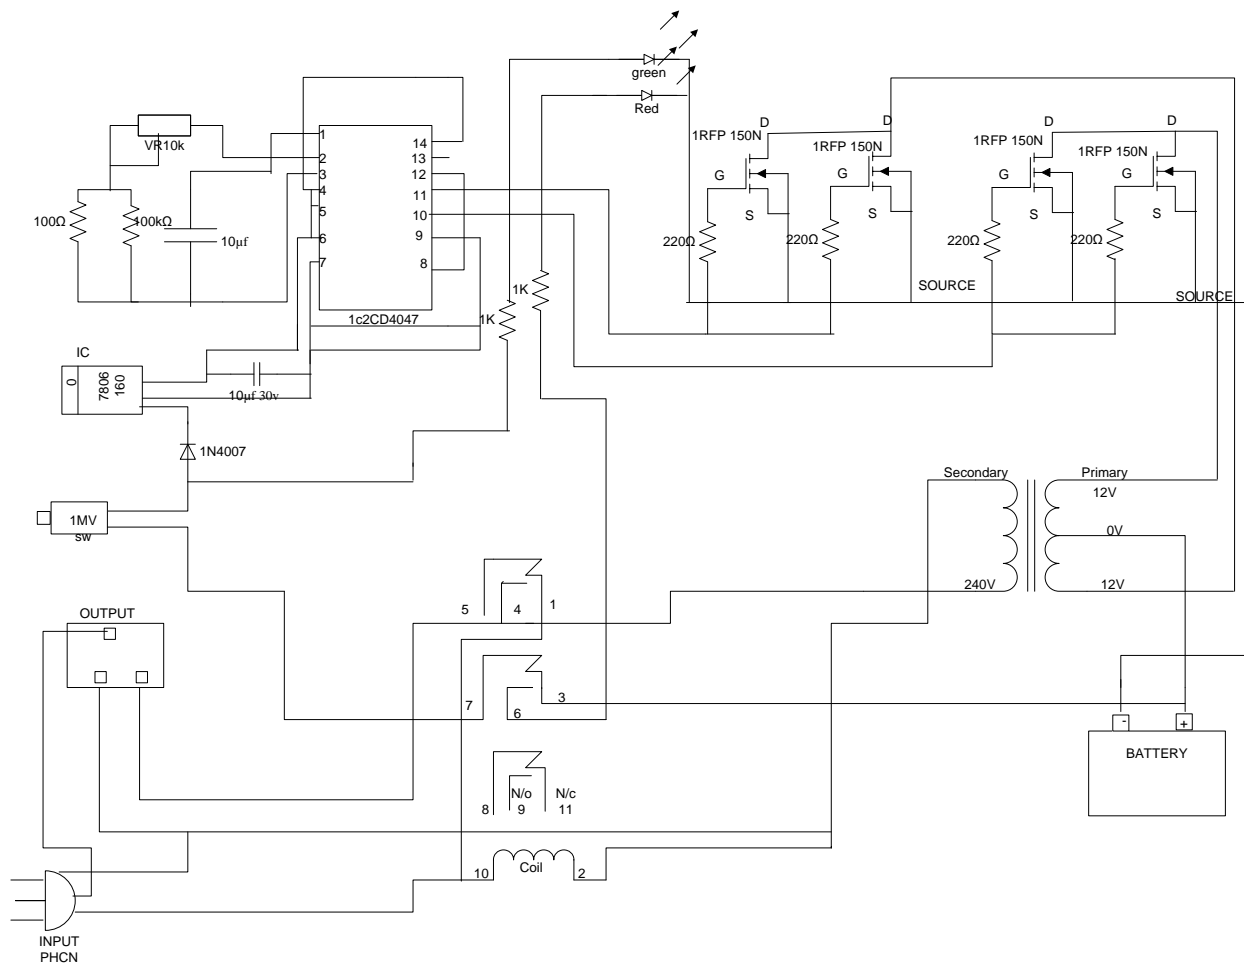 green
Red
VR10k
100Ω
100kΩ
10µf
1
2
3
4
5
6
7
14
13
12
11
10
9
8
1c2CD4047
1K
1K
D
1RFP 150N
G
S
220Ω
D
1RFP 150N
G
S
220Ω
D
1RFP 150N
G
S
220Ω
D
1RFP 150N
G
S
220Ω
SOURCE
SOURCE
IC
0
7806
160
10µf 30v
1N4007
1MV
sw
Secondary
Primary
12V
0V
12V
240V
OUTPUT
5
4
1
7
6
3
N/o
N/c
8
9
11
10
Coil
2
-
+
BATTERY
INPUT
PHCN